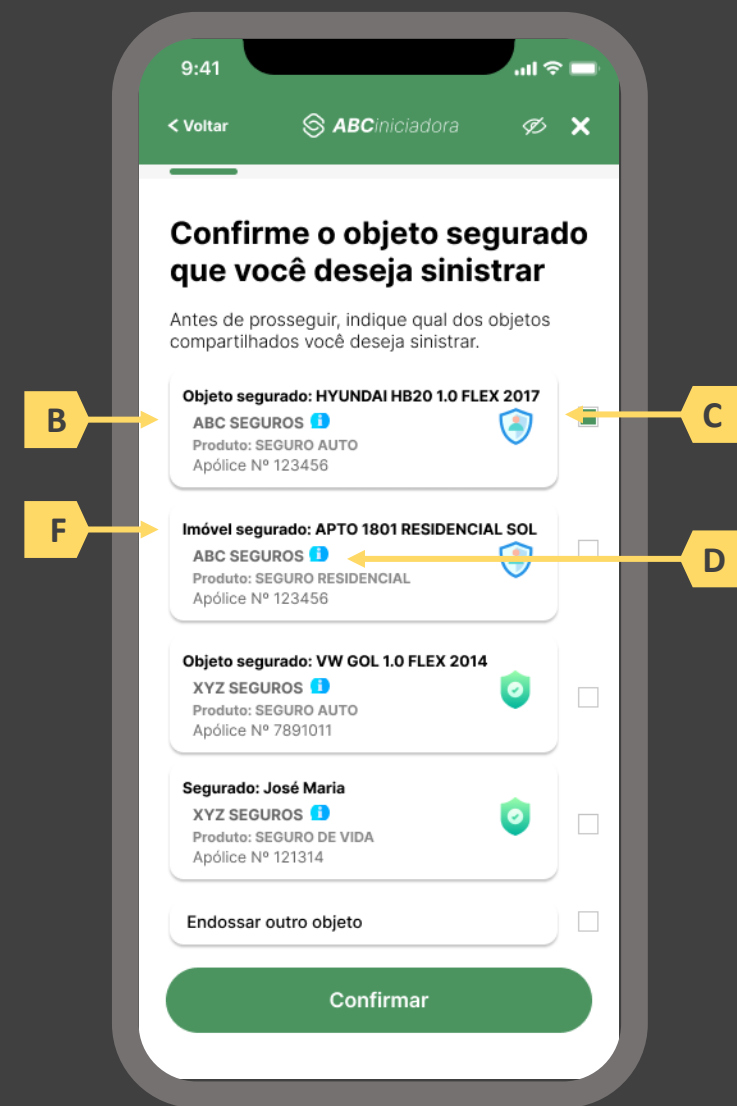 9:41
< Voltar
ABCiniciadora
Confirme o objeto segurado
que você deseja sinistrar
Antes de prosseguir, indique qual dos objetos
compartilhados você deseja sinistrar.
B
Objeto segurado: HYUNDAI HB20 1.0 FLEX 2017
ABC SEGUROS i
Produto: SEGURO AUTO
Apólice Nº 123456
C
F
Imóvel segurado: APTO 1801 RESIDENCIAL SOL
ABC SEGUROS i
Produto: SEGURO RESIDENCIAL
Apólice Nº 123456
D
Objeto segurado: VW GOL 1.0 FLEX 2014
XYZ SEGUROS i
Produto: SEGURO AUTO
Apólice Nº 7891011
Segurado: José Maria
XYZ SEGUROS i
Produto: SEGURO DE VIDA
Apólice Nº 121314
Endossar outro objeto
Confirmar